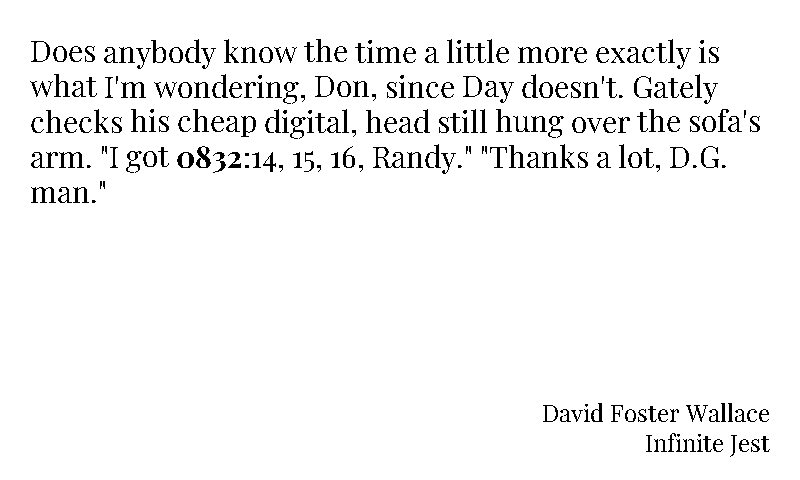 Does anybody know the time a little more exactly is
what I'm wondering, Don, since Day doesn't. Gately
checks his cheap digital, head still hung over the sofa's
arm. "I got 0832:14, 15, 16, Randy." "Thanks a lot, D.G.
man."
David Foster Wallace
Infinite Jest